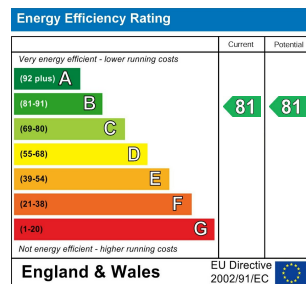 Energy Efficiency Rating
Current Potential
Very energy efficient - lower running costs
(92 plus) A
(81-91) B 81 81
(69-80) C
(55-68) D
(39-54) E
(21-38) F
(1-20) G
Not energy efficient - higher running costs
England & Wales
EU Directive
2002/91/EC